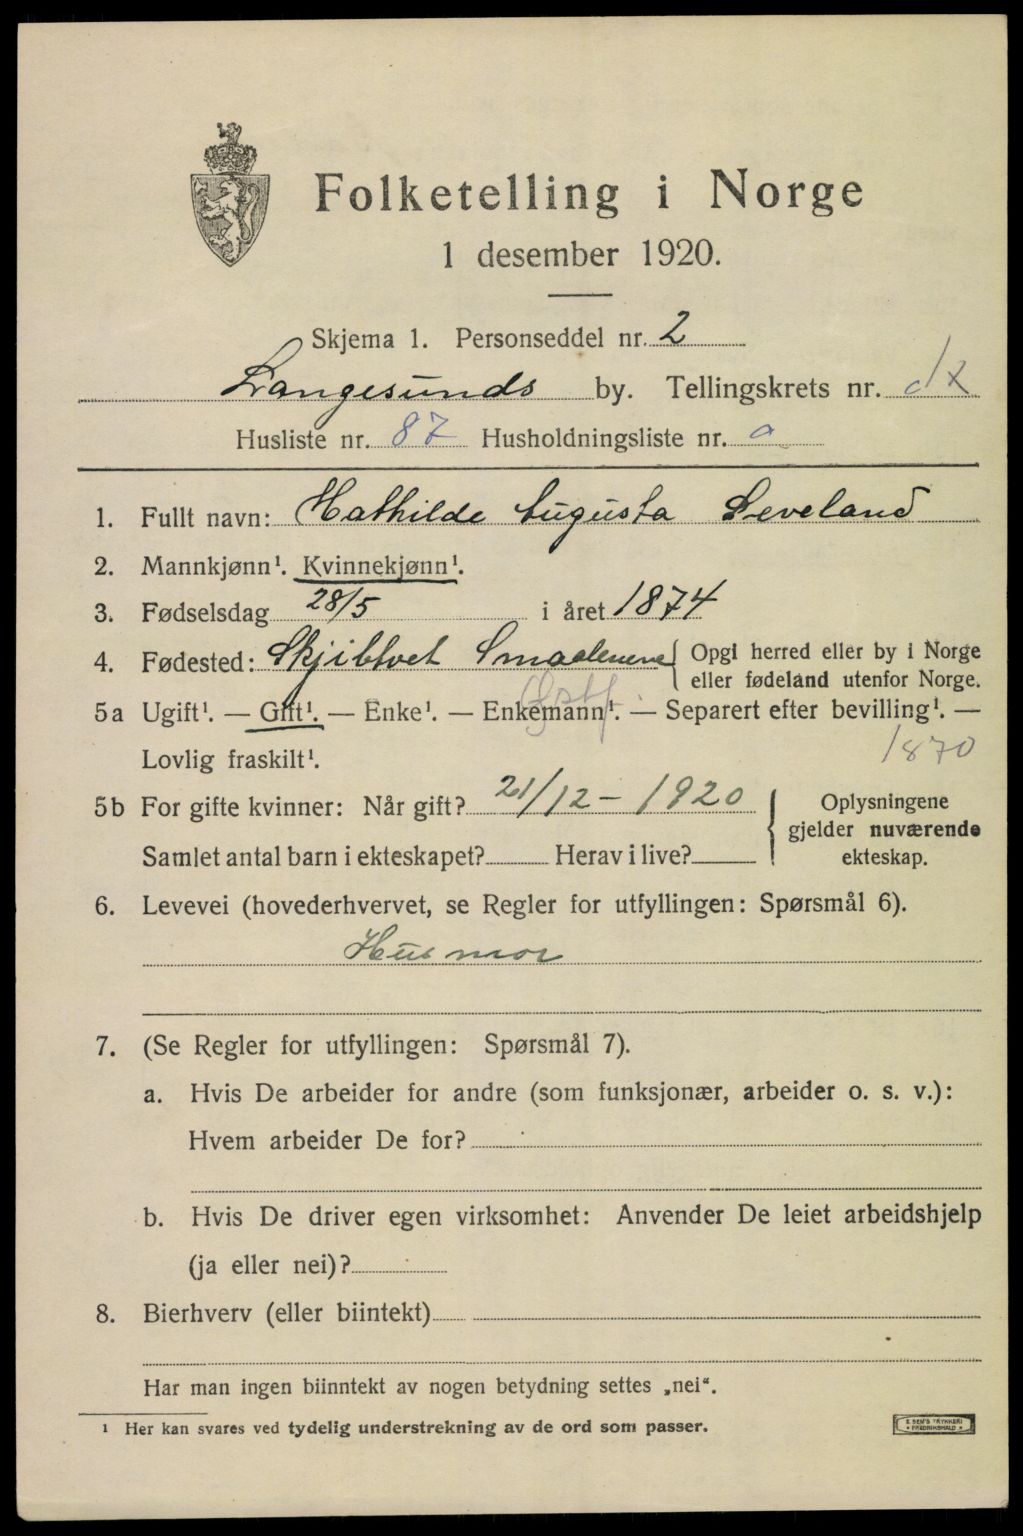 Folketelling i Norge
1 desember 1920.
Skjema 1. Personseddel nr. 2
Langesunds by. Tellingskrets nr.
Husliste nr. 87 Husholdningsliste nr. a
1. Fullt navn: Mathilde Augusta Leveland
2. Mannkjønn¹. Kvinnekjønn¹.
3. Fødselsdag 28/5 i året 1874
4. Fødested: Skjibtvet Smaalenene { Opgi herred eller by i Norge
eller fødeland utenfor Norge.
Østf.
5a Ugift¹. — Gift¹. — Enke¹. — Enkemann¹. — Separert efter bevilling¹. —
Lovlig fraskilt¹. 1870
5b For gifte kvinner: Når gift? 21/12 - 1920 { Oplysningene
gjelder nuværende
Samlet antal barn i ekteskapet? Herav i live? ekteskap.
6. Levevei (hovederhvervet, se Regler for utfyllingen: Spørsmål 6).
Husmor
7. (Se Regler for utfyllingen: Spørsmål 7).
a. Hvis De arbeider for andre (som funksjonær, arbeider o. s. v.):
Hvem arbeider De for?
b. Hvis De driver egen virksomhet: Anvender De leiet arbeidshjelp
(ja eller nei)?
8. Bierhverv (eller biintekt)
Har man ingen biinntekt av nogen betydning settes „nei".
¹ Her kan svares ved tydelig understrekning av de ord som passer.